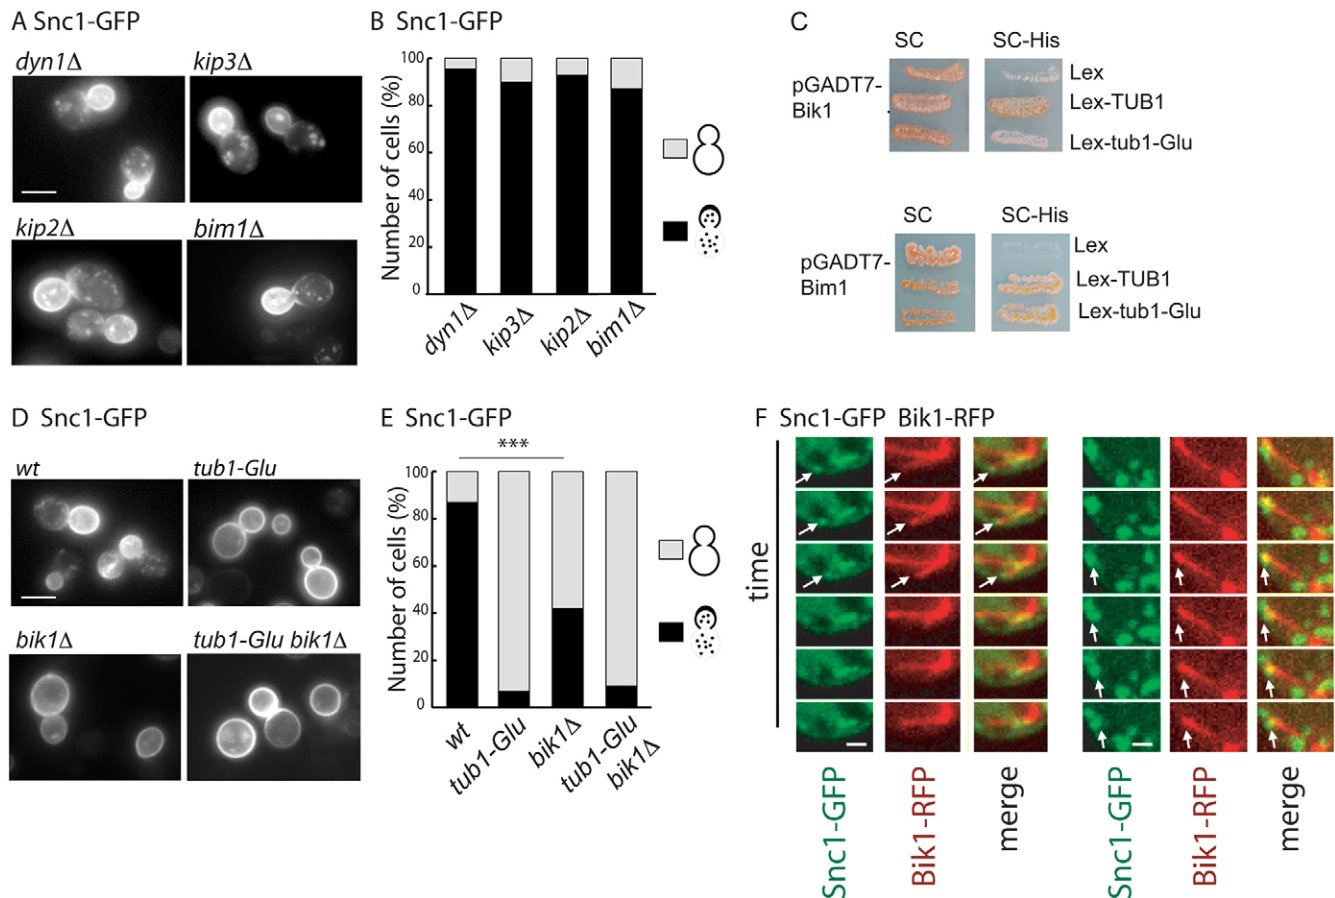 A Snc1-GFP
dyn1Δ
kip3Δ
kip2Δ
bim1Δ
B Snc1-GFP
Number of cells (%)
100
80
60
40
20
0
dyn1Δ
kip3Δ
kip2Δ
bim1Δ
C
SC
SC-His
pGADT7-
Bik1
Lex
Lex-TUB1
Lex-tub1-Glu
SC
SC-His
pGADT7-
Bim1
Lex
Lex-TUB1
Lex-tub1-Glu
D Snc1-GFP
wt
tub1-Glu
bik1Δ
tub1-Glu bik1Δ
E Snc1-GFP
***
Number of cells (%)
100
80
60
40
20
0
wt
tub1-Glu
bik1Δ
tub1-Glu
bik1Δ
F Snc1-GFP Bik1-RFP
time
Snc1-GFP
Bik1-RFP
merge
Snc1-GFP
Bik1-RFP
merge